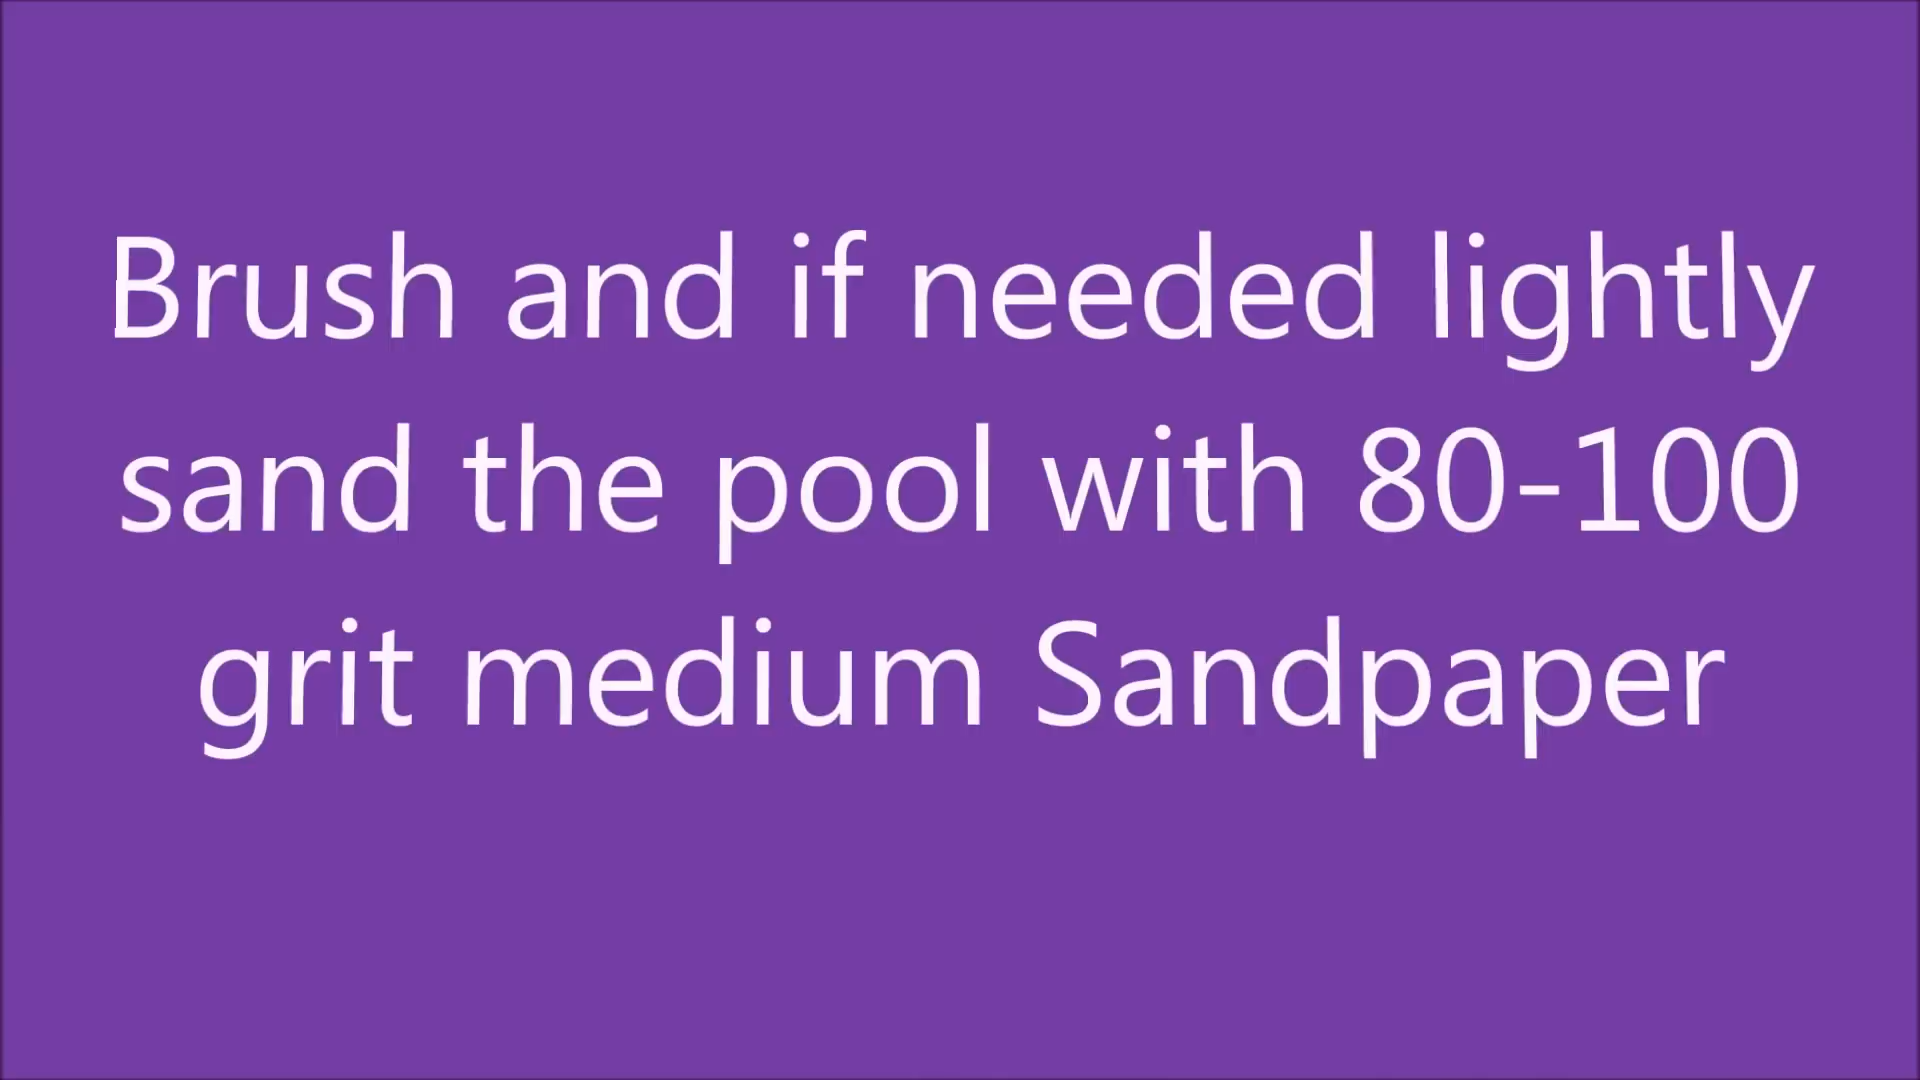 Brush and if needed lightly
sand the pool with 80-100
grit medium Sandpaper